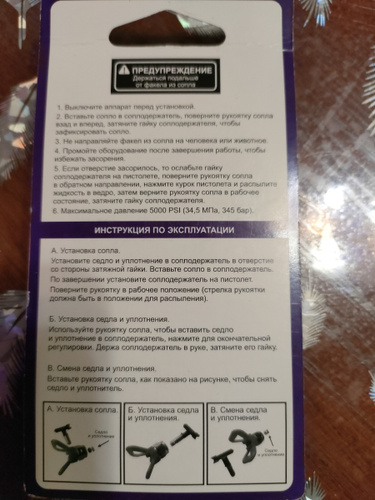 ПРЕДУПРЕЖДЕНИЕ
Держаться подальше
от факела из сопла
1. Выключите аппарат перед установкой.
2. Вставьте сопло в соплодержатель, поверните рукоятку сопла
взад и вперед, затяните гайку соплодержателя, чтобы
зафиксировать сопло.
3. Не направляйте факел из сопла на человека или животное.
4. Промойте оборудование после завершения работы, чтобы
избежать засорения.
5. Если отверстие засорилось, то ослабьте гайку
соплодержателя на пистолете, поверните рукоятку сопла
в обратном направлении, нажмите курок пистолета и распылите
жидкость в ведро, затем верните рукоятку сопла в рабочее
состояние, затяните гайку соплодержателя.
6. Максимальное давление 5000 PSI (34,5 МПа, 345 бар).
ИНСТРУКЦИЯ ПО ЭКСПЛУАТАЦИИ
А. Установка сопла.
Установите седло и уплотнение в соплодержатель в отверстие
со стороны затяжной гайки. Вставьте сопло в соплодержатель.
По завершении установите соплодержатель на пистолет.
Поверните рукоятку в рабочее положение (стрелка рукоятки
должна быть в положении для распыления).
Б. Установка седла и уплотнения.
Используйте рукоятку сопла, чтобы вставить седло
и уплотнение в соплодержатель, нажмите для окончательной
регулировки. Держа соплодержатель в руке, затяните его гайку.
В. Смена седла и уплотнения.
Вставьте рукоятку сопла, как показано на рисунке, чтобы снять
седло и уплотнитель.
А. Установка сопла.
Седло
и уплотнение
Б. Установка седла
и уплотнения.
В. Смена седла
и уплотнения.
Седло
и уплотнение